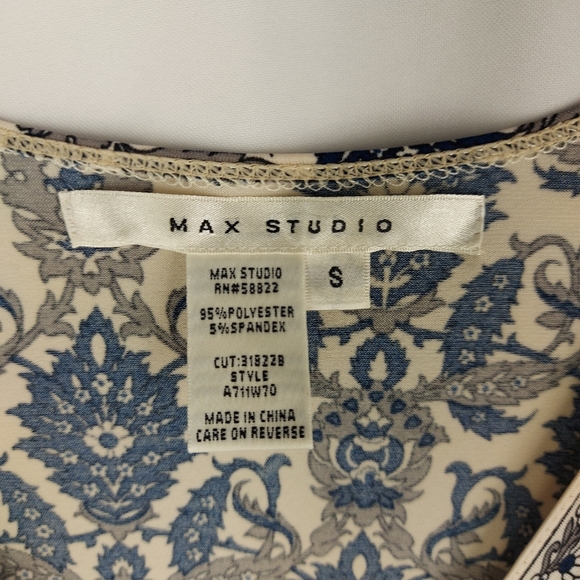 MAX STUDIO
S
MAX STUDIO
RN#58822
95%POLYESTER
5%SPANDEX
CUT:31822B
STYLE
A711W70
MADE IN CHINA
CARE ON REVERSE